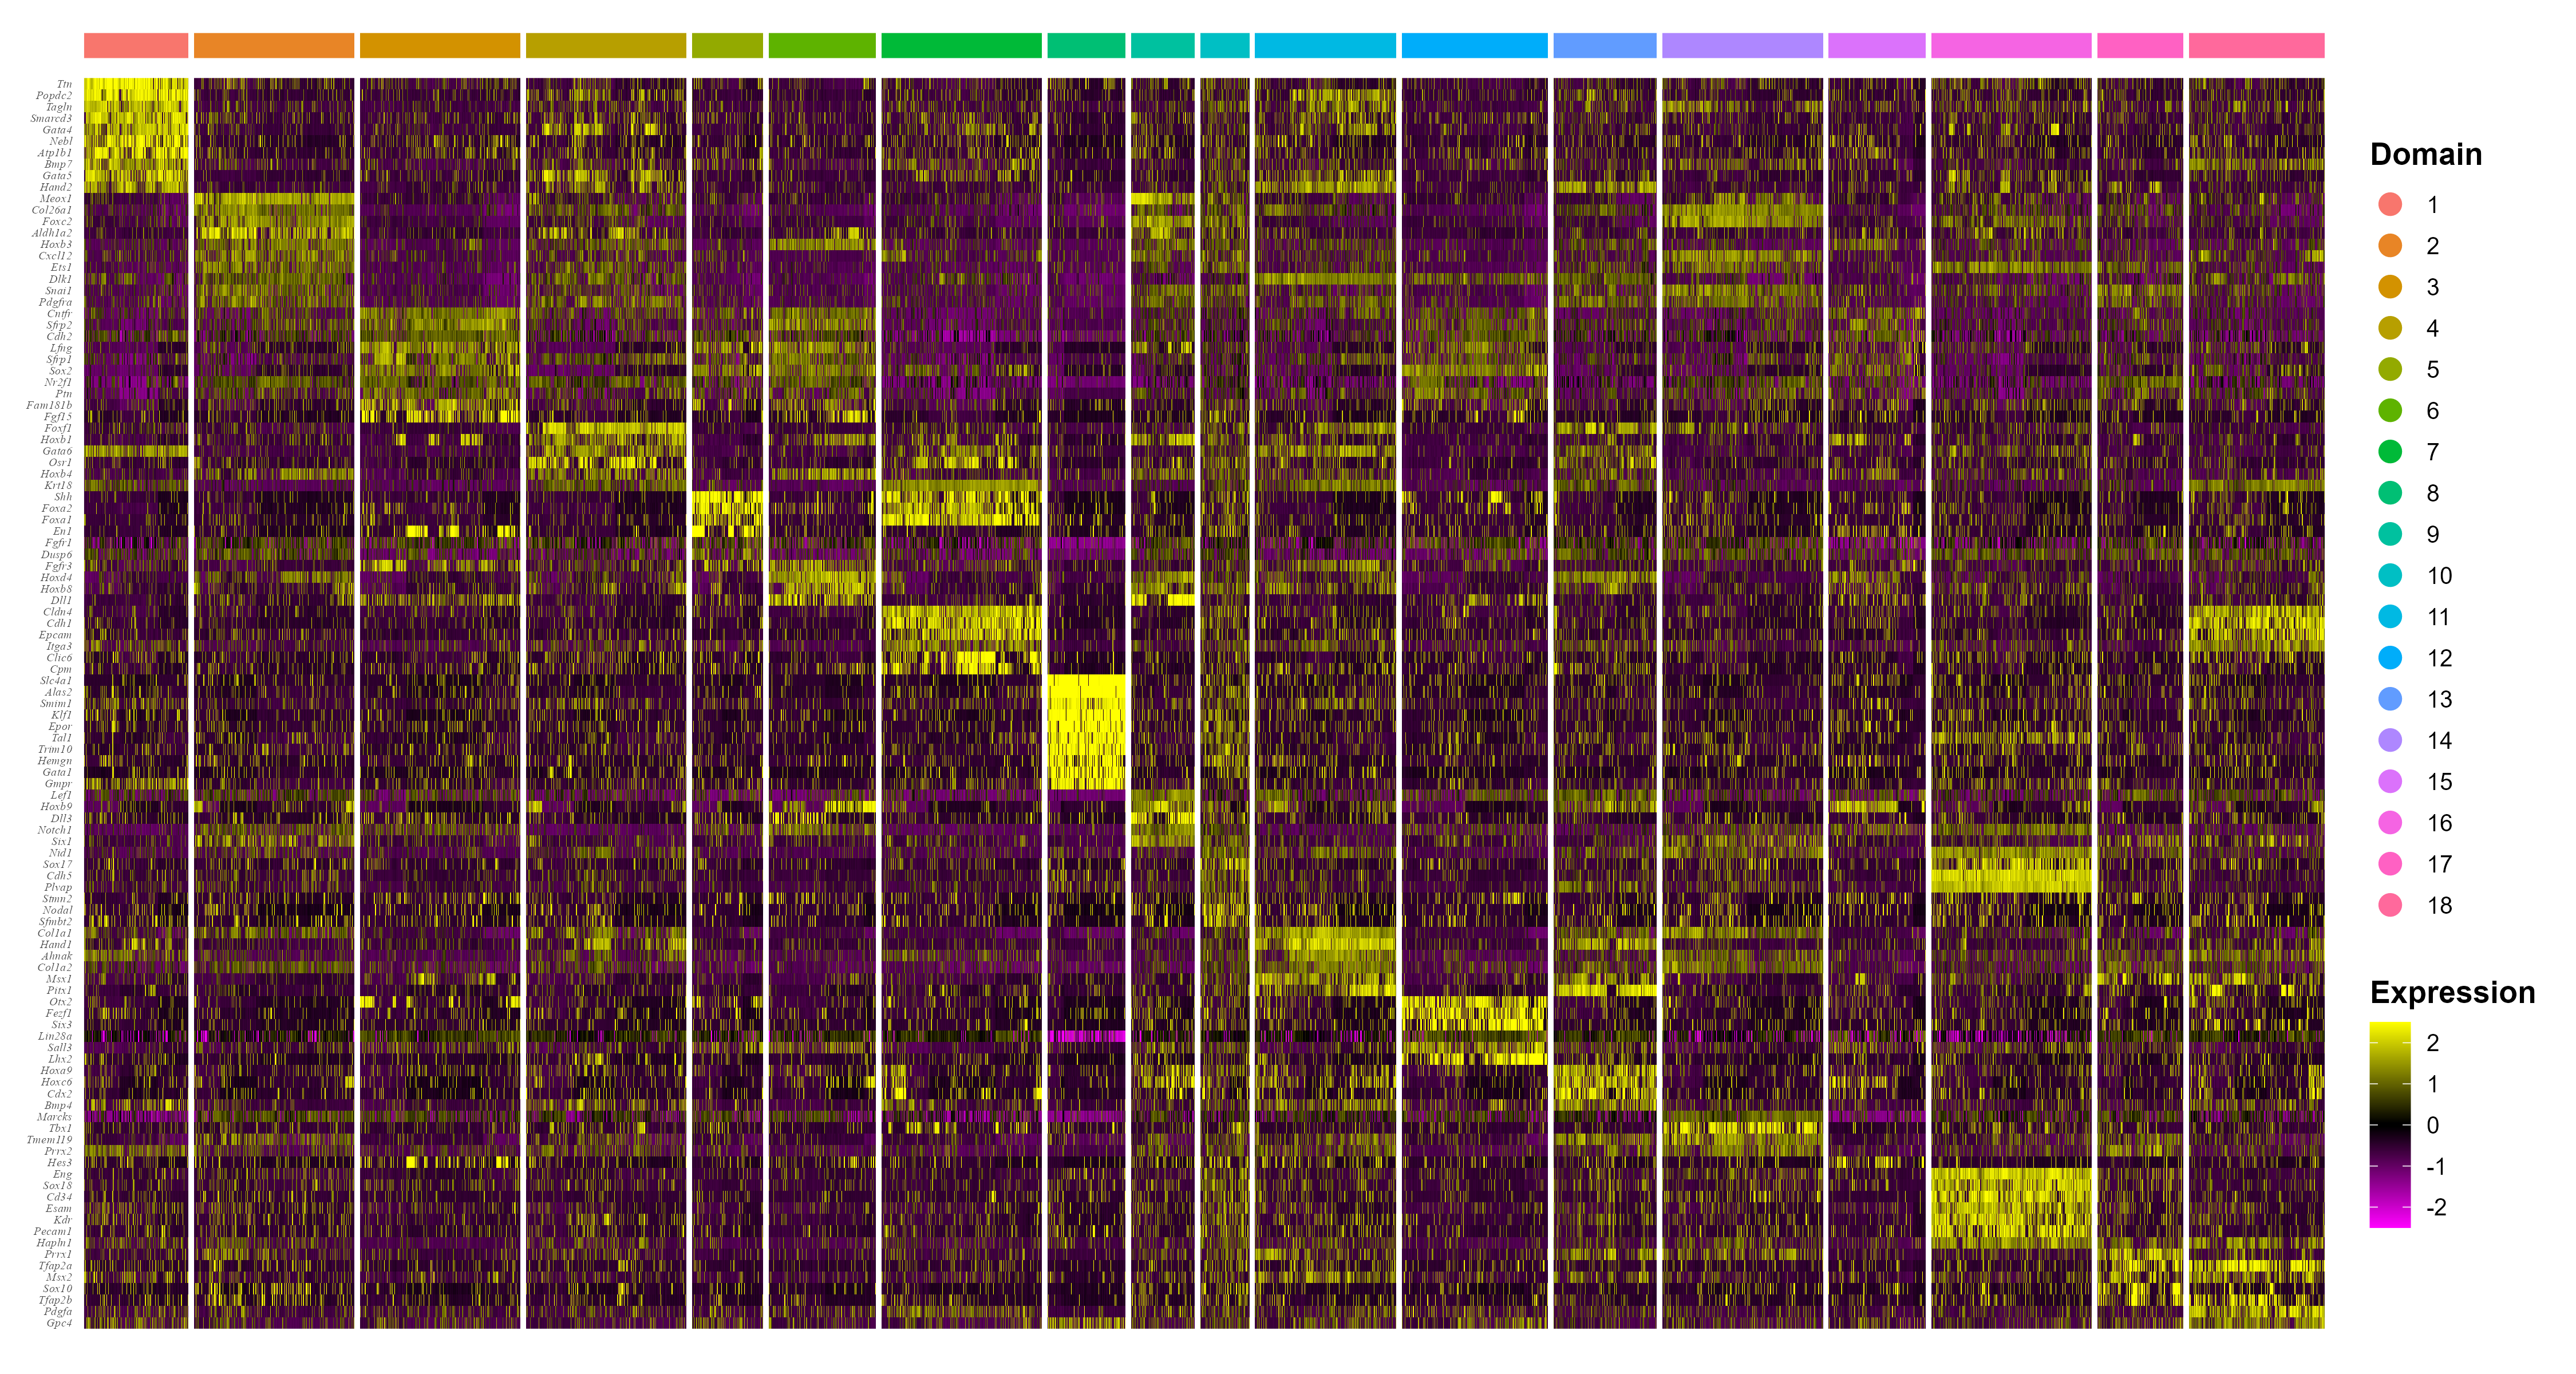 Ttn
Popdc2
Tagln
Smarcd3
Gata4
Nebl
Atp1b1
Bmp7
Gata5
Hand2
Meox1
Col26a1
Foxc2
Aldh1a2
Hoxb3
Cxcl12
Ets1
Dlk1
Snai1
Pdgfra
Cntfr
Sfrp2
Cdh2
Lfng
Sfrp1
Sox2
Nr2f1
Ptn
Fam181b
Fgf15
Foxf1
Hoxb1
Gata6
Osr1
Hoxb4
Krt18
Shh
Foxa2
Foxa1
En1
Fgfr1
Dusp6
Fgfr3
Hoxd4
Hoxb8
Dll1
Cldn4
Cdh1
Epcam
Itga3
Clic6
Cpm
Slc4a1
Alas2
Smim1
Klf1
Epor
Tal1
Trim10
Hemgn
Gata1
Gmpr
Lef1
Hoxb9
Dll3
Notch1
Six1
Nid1
Sox17
Cdh5
Plvap
Stmn2
Nodal
Sfmbt2
Col1a1
Hand1
Ahnak
Col1a2
Msx1
Pitx1
Otx2
Fezf1
Six3
Lin28a
Sall3
Lhx2
Hoxa9
Hoxc6
Cdx2
Bmp4
Marcks
Tbx1
Tmem119
Prrx2
Hes3
Eng
Sox18
Cd34
Esam
Kdr
Pecam1
Hapln1
Prrx1
Tfap2a
Msx2
Sox10
Tfap2b
Pdgfa
Gpc4
Domain
1
2
3
4
5
6
7
8
9
10
11
12
13
14
15
16
17
18
Expression
2
1
0
-1
-2